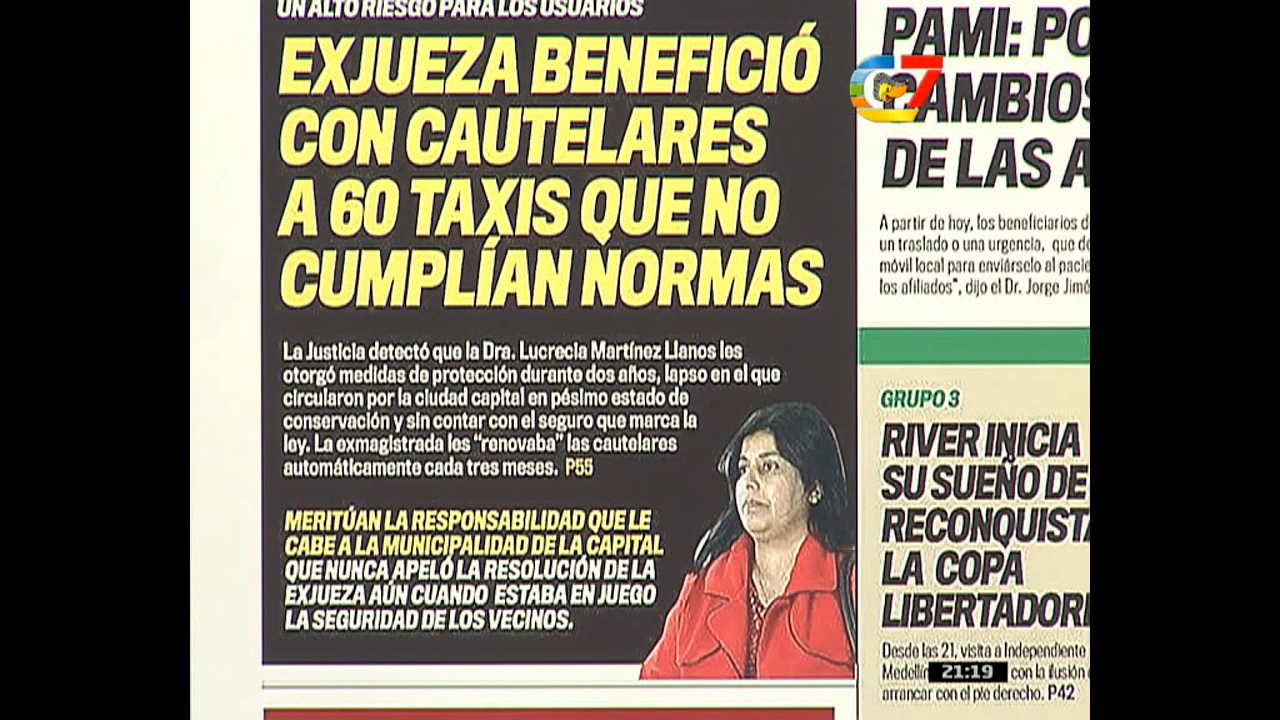 UN ALTO RIESGO PARA LOS USUARIOS
EXJUEZA BENEFICIÓ
CON CAUTELARES
A 60 TAXIS QUE NO
CUMPLÍAN NORMAS
La Justicia detectó que la Dra. Lucrecia Martínez Llanos les
otorgó medidas de protección durante dos años, lapso en el que
circularon por la ciudad capital en pésimo estado de
conservación y sin contar con el seguro que marca la
ley. La exmagistrada les "renovaba" las cautelares
automáticamente cada tres meses. P55
MERITÚAN LA RESPONSABILIDAD QUE LE
CABE A LA MUNICIPALIDAD DE LA CAPITAL
QUE NUNCA APELÓ LA RESOLUCIÓN DE LA
EXJUEZA AÚN CUANDO ESTABA EN JUEGO
LA SEGURIDAD DE LOS VECINOS.
PAMI: PO
CAMBIOS
DE LAS A
A partir de hoy, los beneficiarios d
un traslado o una urgencia, que de
móvil local para enviárselo al pacie
los afiliados", dijo el Dr. Jorge Jimé
GRUPO 3
RIVER INICIA
SU SUEÑO DE
RECONQUISTA
LA COPA
LIBERTADOR
Desde las 21, visita a Independiente
Medellín con la ilusión
arrancar con el pie derecho. P42
C7
21:19